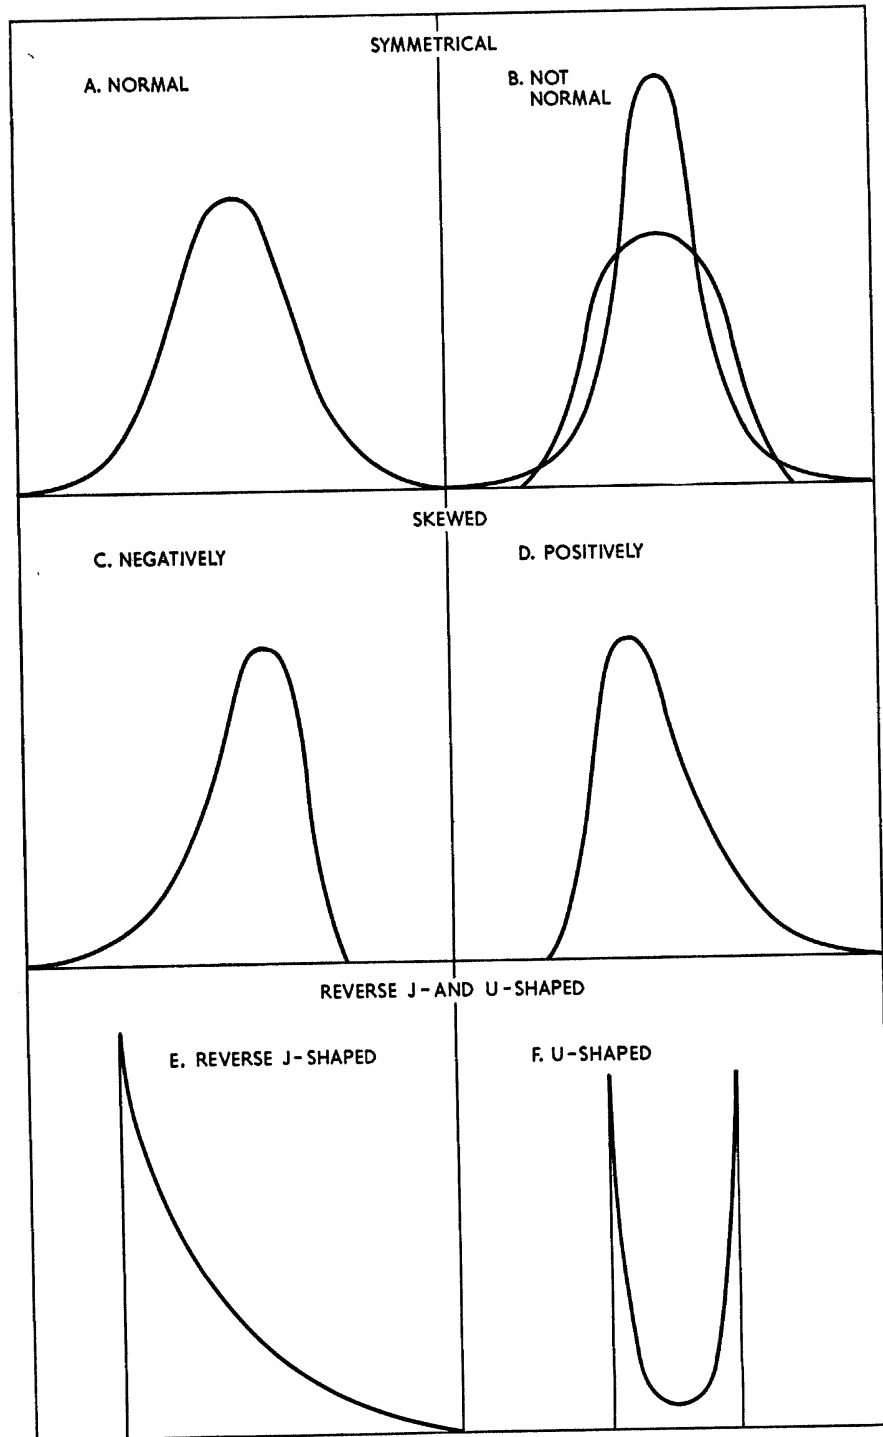 SYMMETRICAL
A. NORMAL
B. NOT
NORMAL
SKEWED
C. NEGATIVELY
D. POSITIVELY
REVERSE J-AND U-SHAPED
E. REVERSE J-SHAPED
F. U-SHAPED